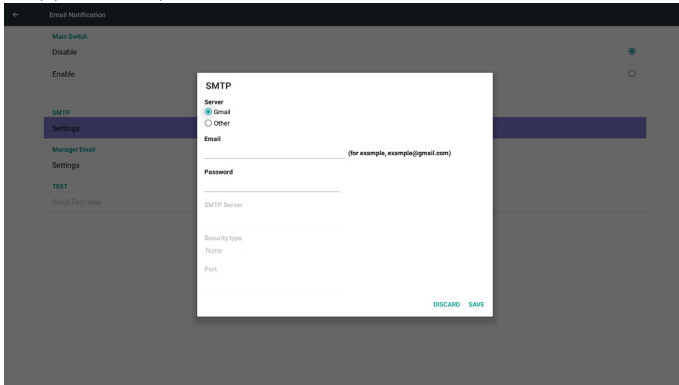 Email Notification
Main Switch
Disable
Enable
SMTP
Settings
Manager Email
Settings
TEST
Send Test Mail
SMTP
Server
Gmail
Other
Email
(for example, example@gmail.com)
Password
SMTP Server
Security type
None
Port
DISCARD SAVE